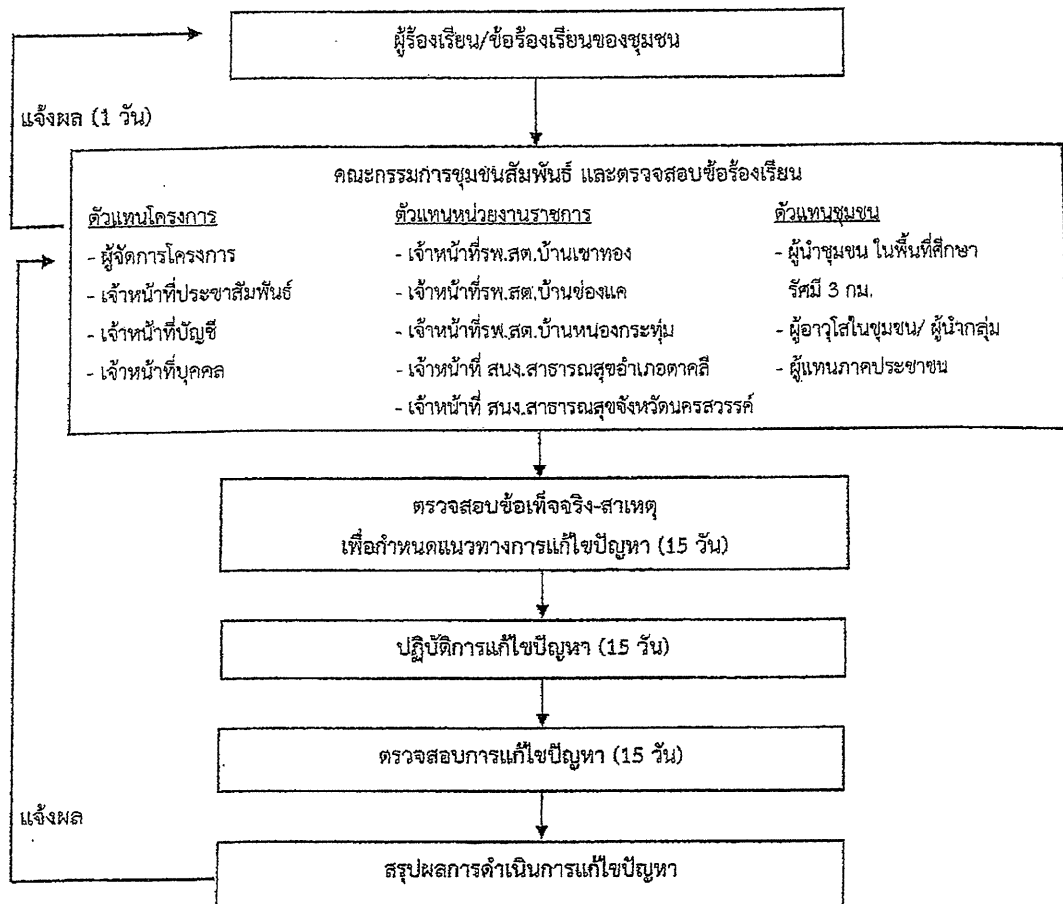 ผู้ร้องเรียน/ข้อร้องเรียนของชุมชน
แจ้งผล (1 วัน)
คณะกรรมการชุมชนสัมพันธ์ และตรวจสอบข้อร้องเรียน
ตัวแทนโครงการ
- ผู้จัดการโครงการ
- เจ้าหน้าที่ประชาสัมพันธ์
- เจ้าหน้าที่บัญชี
- เจ้าหน้าที่บุคคล
ตัวแทนหน่วยงานราชการ
- เจ้าหน้าที่รพ.สต.บ้านเขาทอง
- เจ้าหน้าที่รพ.สต.บ้านช่องแค
- เจ้าหน้าที่รพ.สต.บ้านหนองกระทุ่ม
- เจ้าหน้าที่ สนง.สาธารณสุขอำเภอตาคลี
- เจ้าหน้าที่ สนง.สาธารณสุขจังหวัดนครสวรรค์
ตัวแทนชุมชน
- ผู้นำชุมชน ในพื้นที่ศึกษา
รัศมี 3 กม.
- ผู้อาวุโสในชุมชน/ ผู้นำกลุ่ม
- ผู้แทนภาคประชาชน
ตรวจสอบข้อเท็จจริง-สาเหตุ
เพื่อกำหนดแนวทางการแก้ไขปัญหา (15 วัน)
ปฏิบัติการแก้ไขปัญหา (15 วัน)
ตรวจสอบการแก้ไขปัญหา (15 วัน)
แจ้งผล
สรุปผลการดำเนินการแก้ไขปัญหา